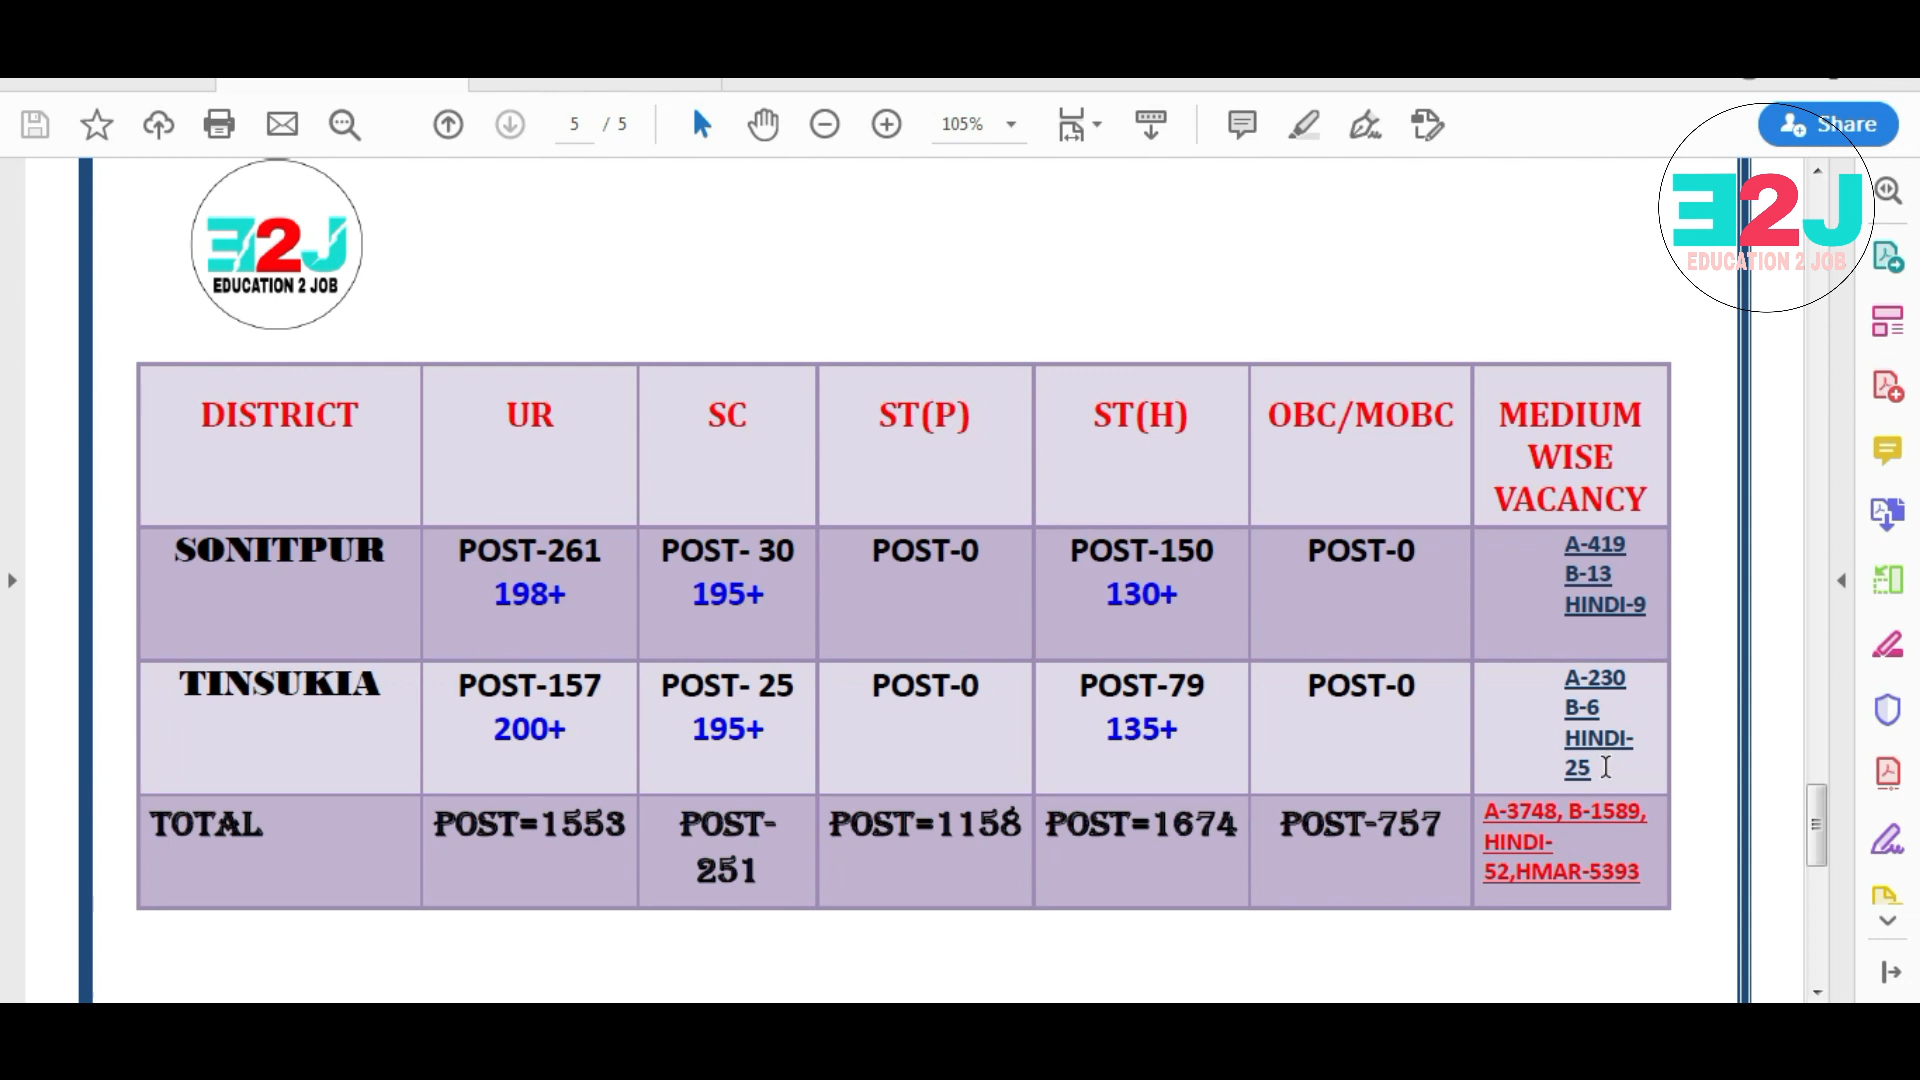 5 / 5
105%
Share
E2J
EDUCATION 2 JOB
E2J
EDUCATION 2 JOB
DISTRICT UR SC ST(P) ST(H) OBC/MOBC MEDIUM
WISE
VACANCY
SONITPUR POST-261 POST- 30 POST-0 POST-150 POST-0 A-419
198+ 195+ 130+ B-13
HINDI-9
TINSUKIA POST-157 POST- 25 POST-0 POST-79 POST-0 A-230
200+ 195+ 135+ B-6
HINDI-
25
TOTAL POST=1553 POST- POST=1158 POST=1674 POST-757 A-3748, B-1589,
251 HINDI-
52,HMAR-5393